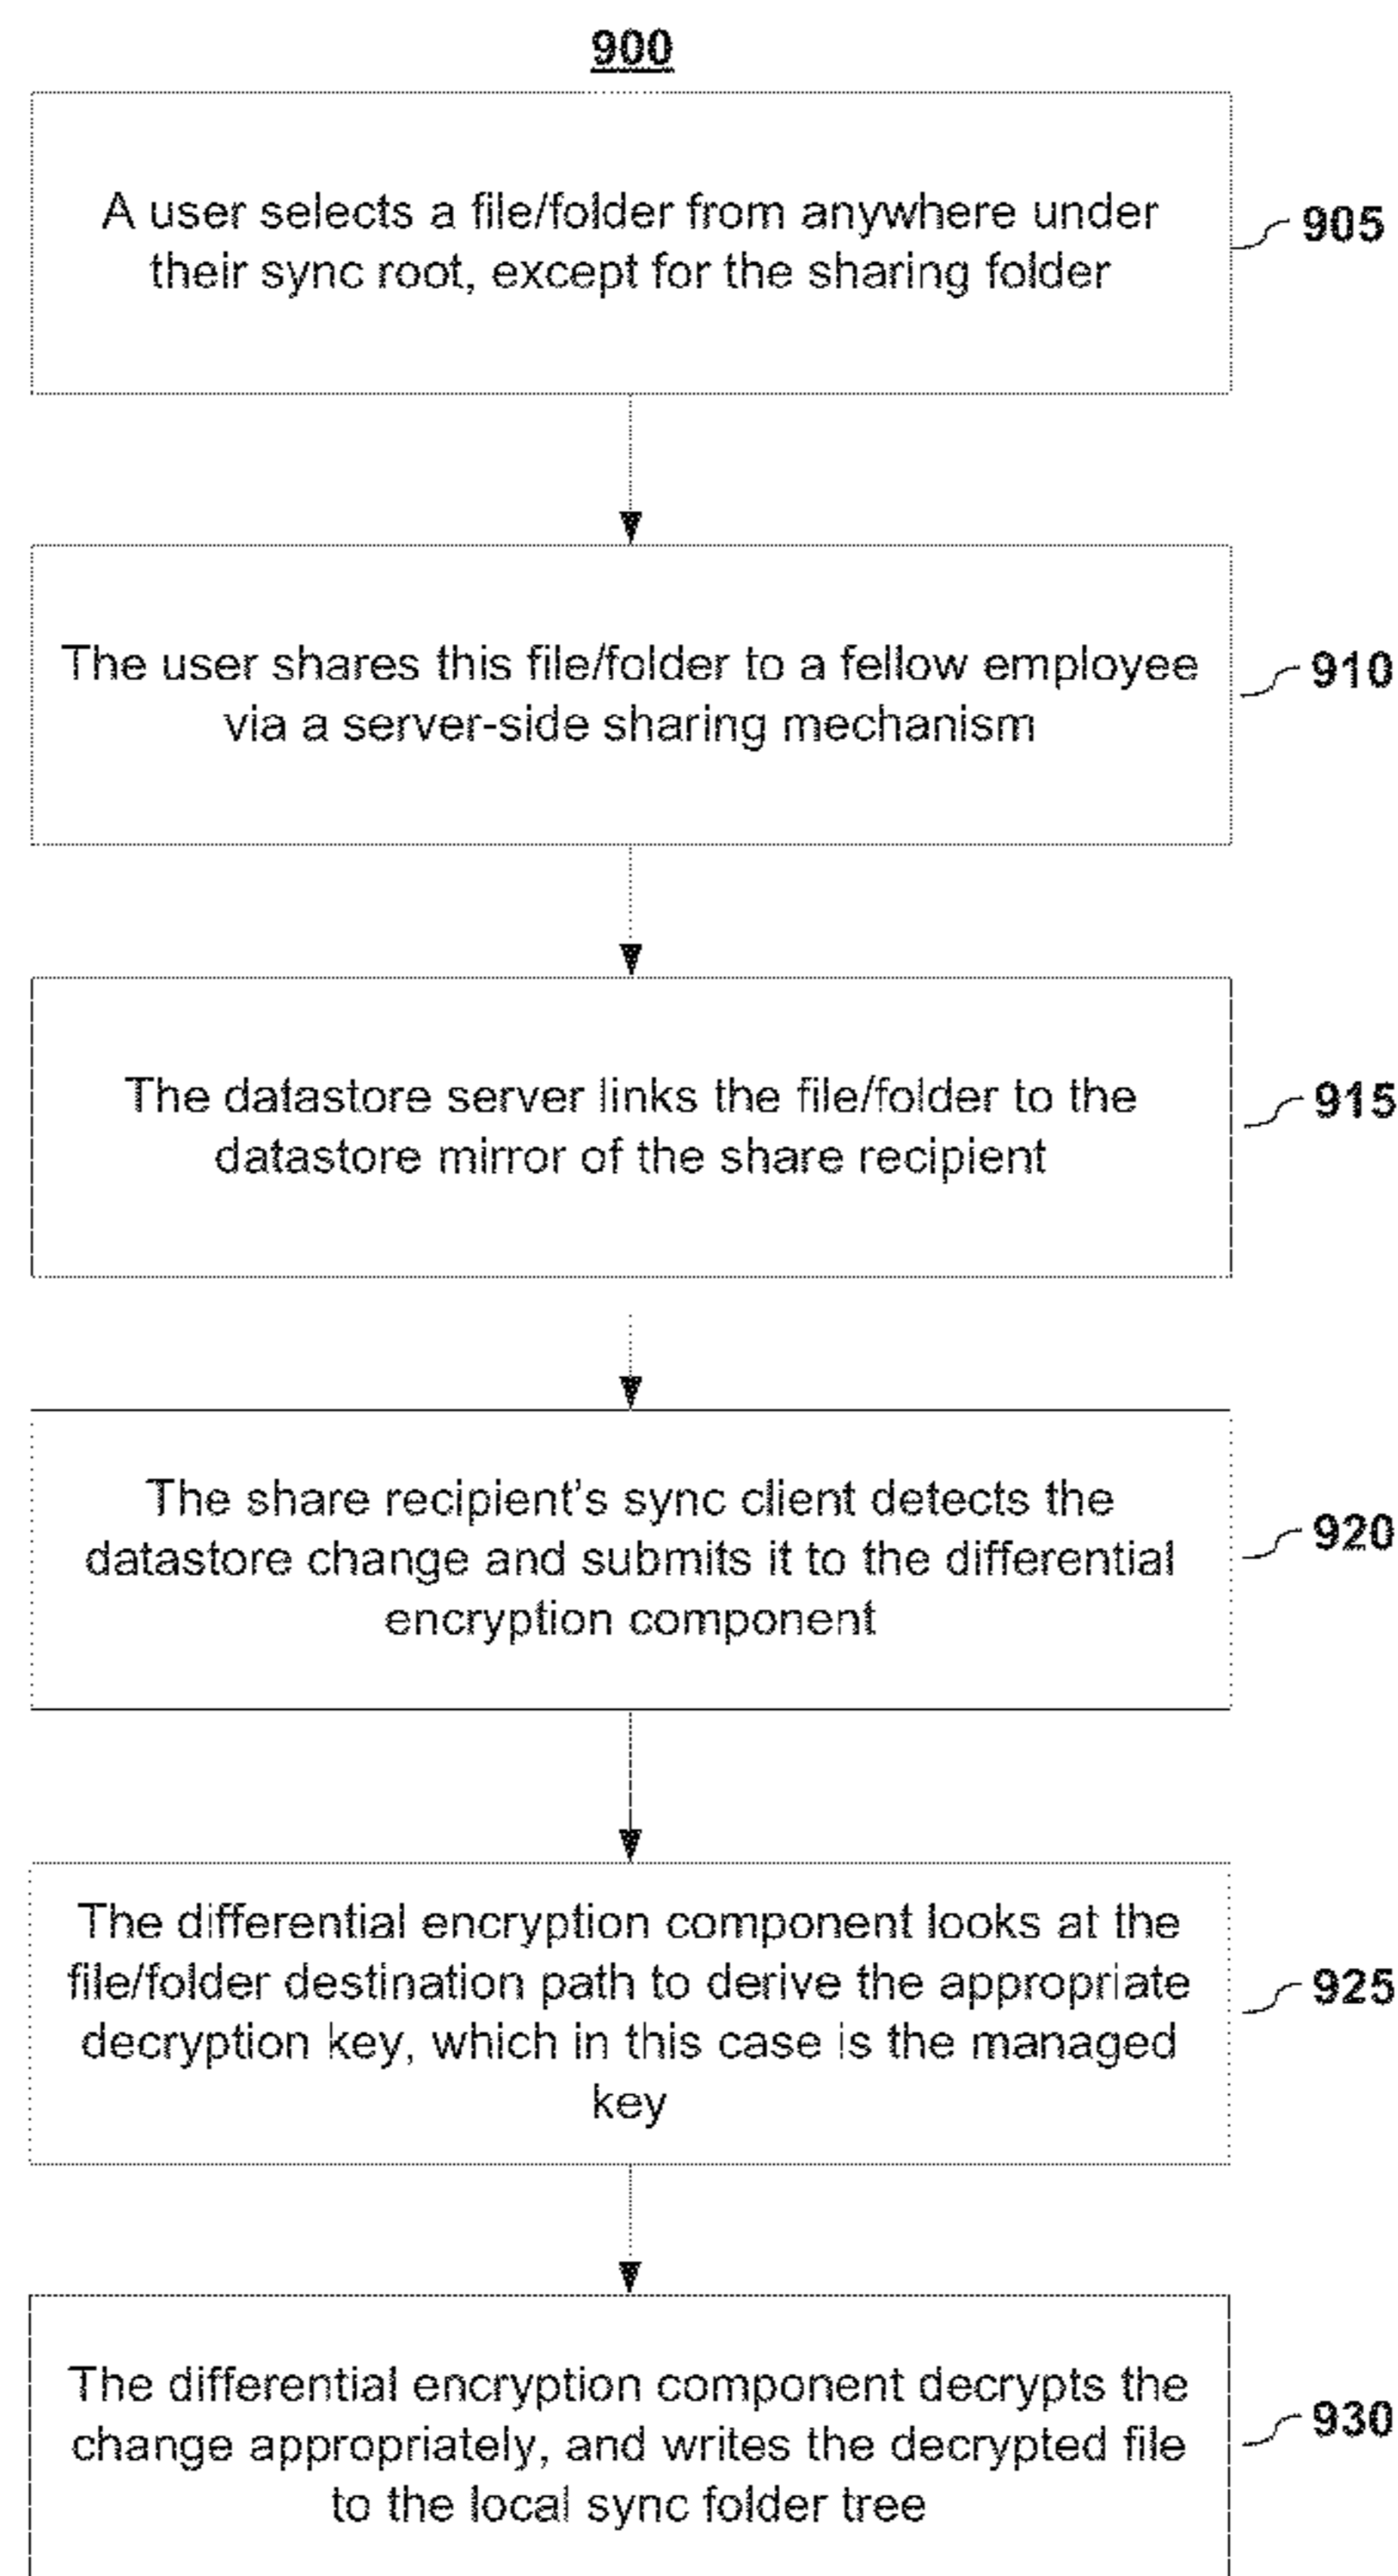 900
A user selects a file/folder from anywhere under
their sync root, except for the sharing folder
905
The user shares this file/folder to a fellow employee
via a server-side sharing mechanism
910
The datastore server links the file/folder to the
datastore mirror of the share recipient
915
The share recipient's sync client detects the
datastore change and submits it to the differential
encryption component
920
The differential encryption component looks at the
file/folder destination path to derive the appropriate
decryption key, which in this case is the managed
key
925
The differential encryption component decrypts the
change appropriately, and writes the decrypted file
to the local sync folder tree
930